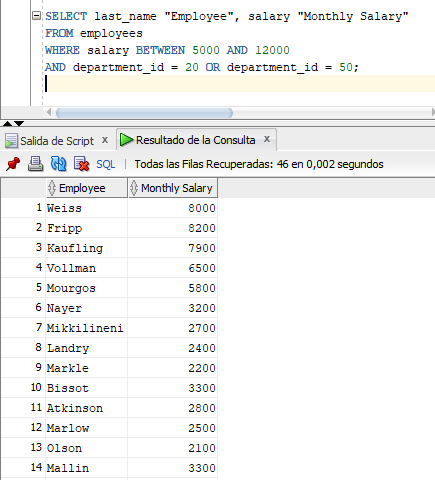 SELECT last_name "Employee", salary "Monthly Salary"
FROM employees
WHERE salary BETWEEN 5000 AND 12000
AND department_id = 20 OR department_id = 50;
Salida de Script x Resultado de la Consulta x
SQL | Todas las Filas Recuperadas: 46 en 0,002 segundos
Employee Monthly Salary
1 Weiss 8000
2 Fripp 8200
3 Kaufling 7900
4 Vollman 6500
5 Mourgos 5800
6 Nayer 3200
7 Mikkilineni 2700
8 Landry 2400
9 Markle 2200
10 Bissot 3300
11 Atkinson 2800
12 Marlow 2500
13 Olson 2100
14 Mallin 3300